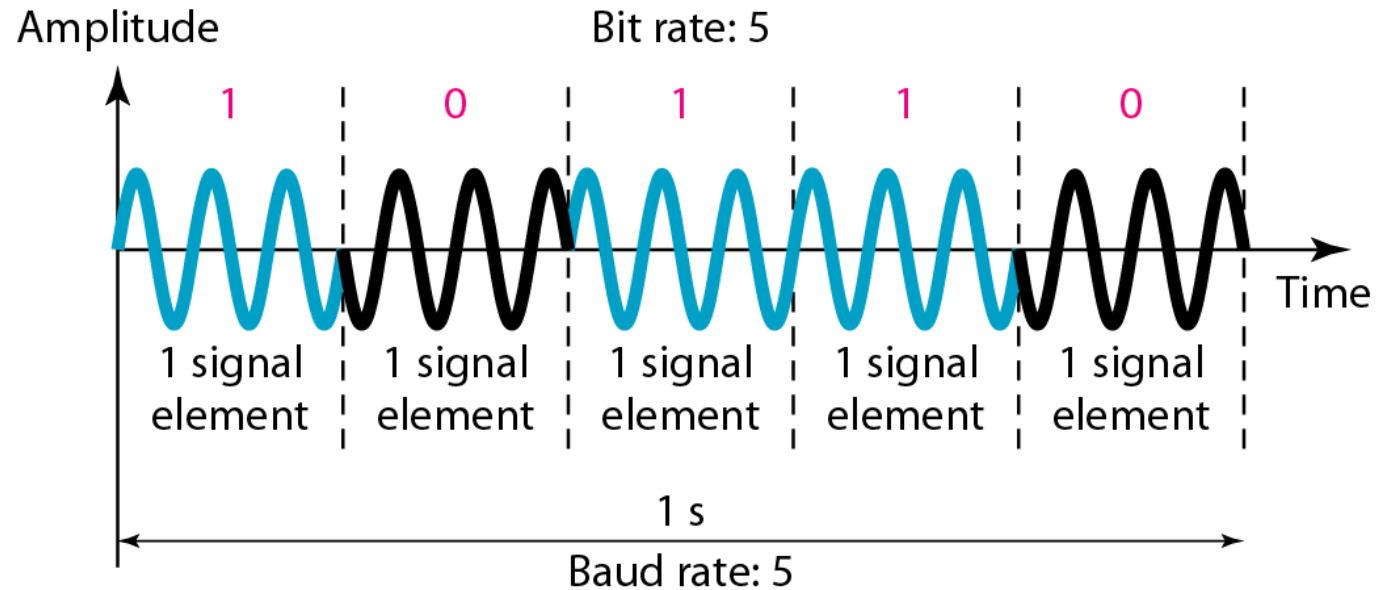 Amplitude
Bit rate: 5
1
0
1
1
0
Time
1 signal
element
1 signal
element
1 signal
element
1 signal
element
1 signal
element
1 s
Baud rate: 5